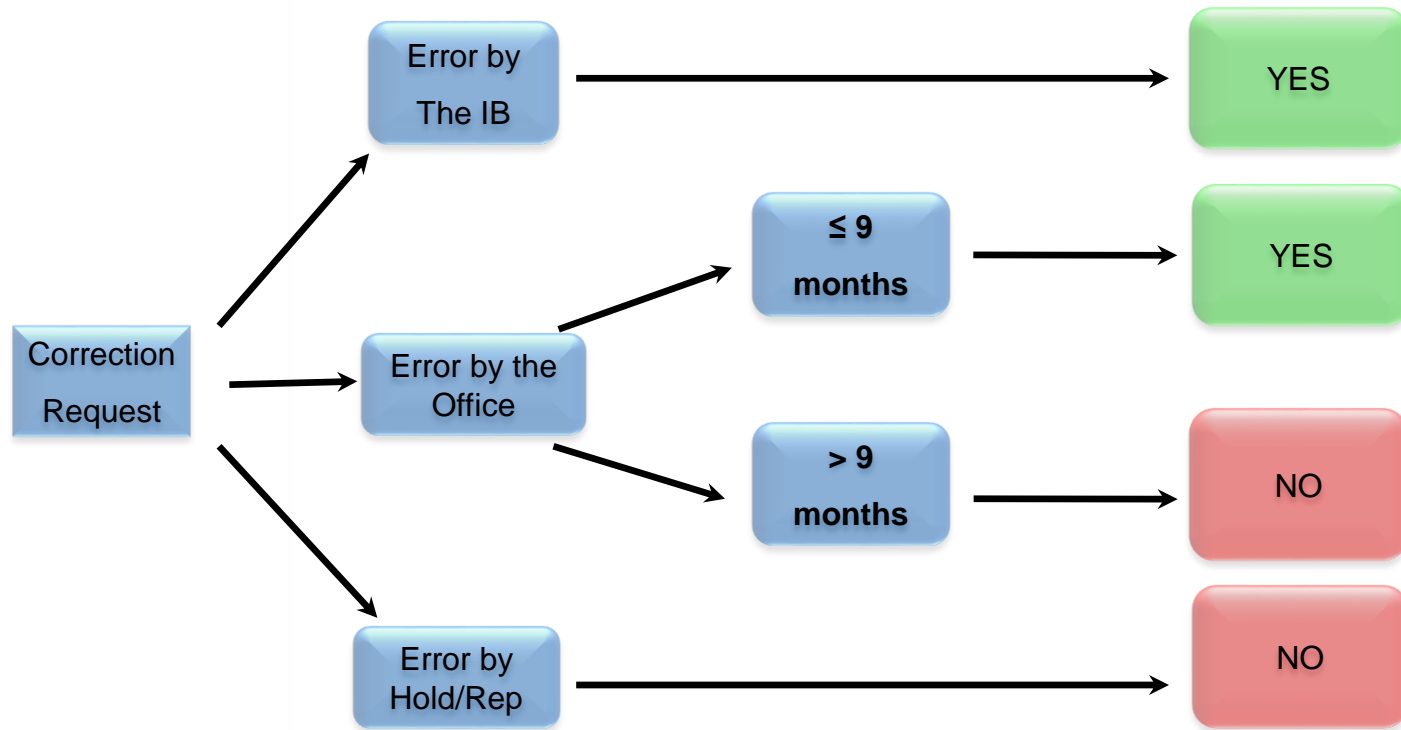 Error by
The IB
YES
≤ 9
months
YES
Correction
Request
Error by the
Office
> 9
months
NO
Error by
Hold/Rep
NO